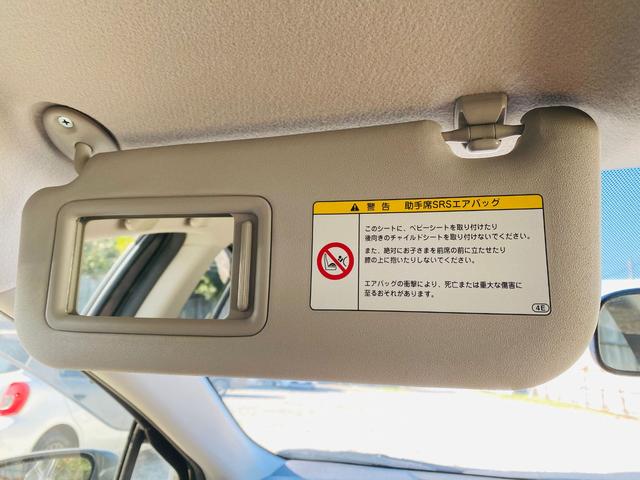 警告 助手席SRSエアバッグ
このシートに、ベビーシートを取り付けたり
後向きのチャイルドシートを取り付けないでください。
また、絶対にお子さまを前席の前に立たせたり
膝の上に抱いたりしないでください。
エアバッグの衝撃により、死亡または重大な傷害に
至るおそれがあります。
4E